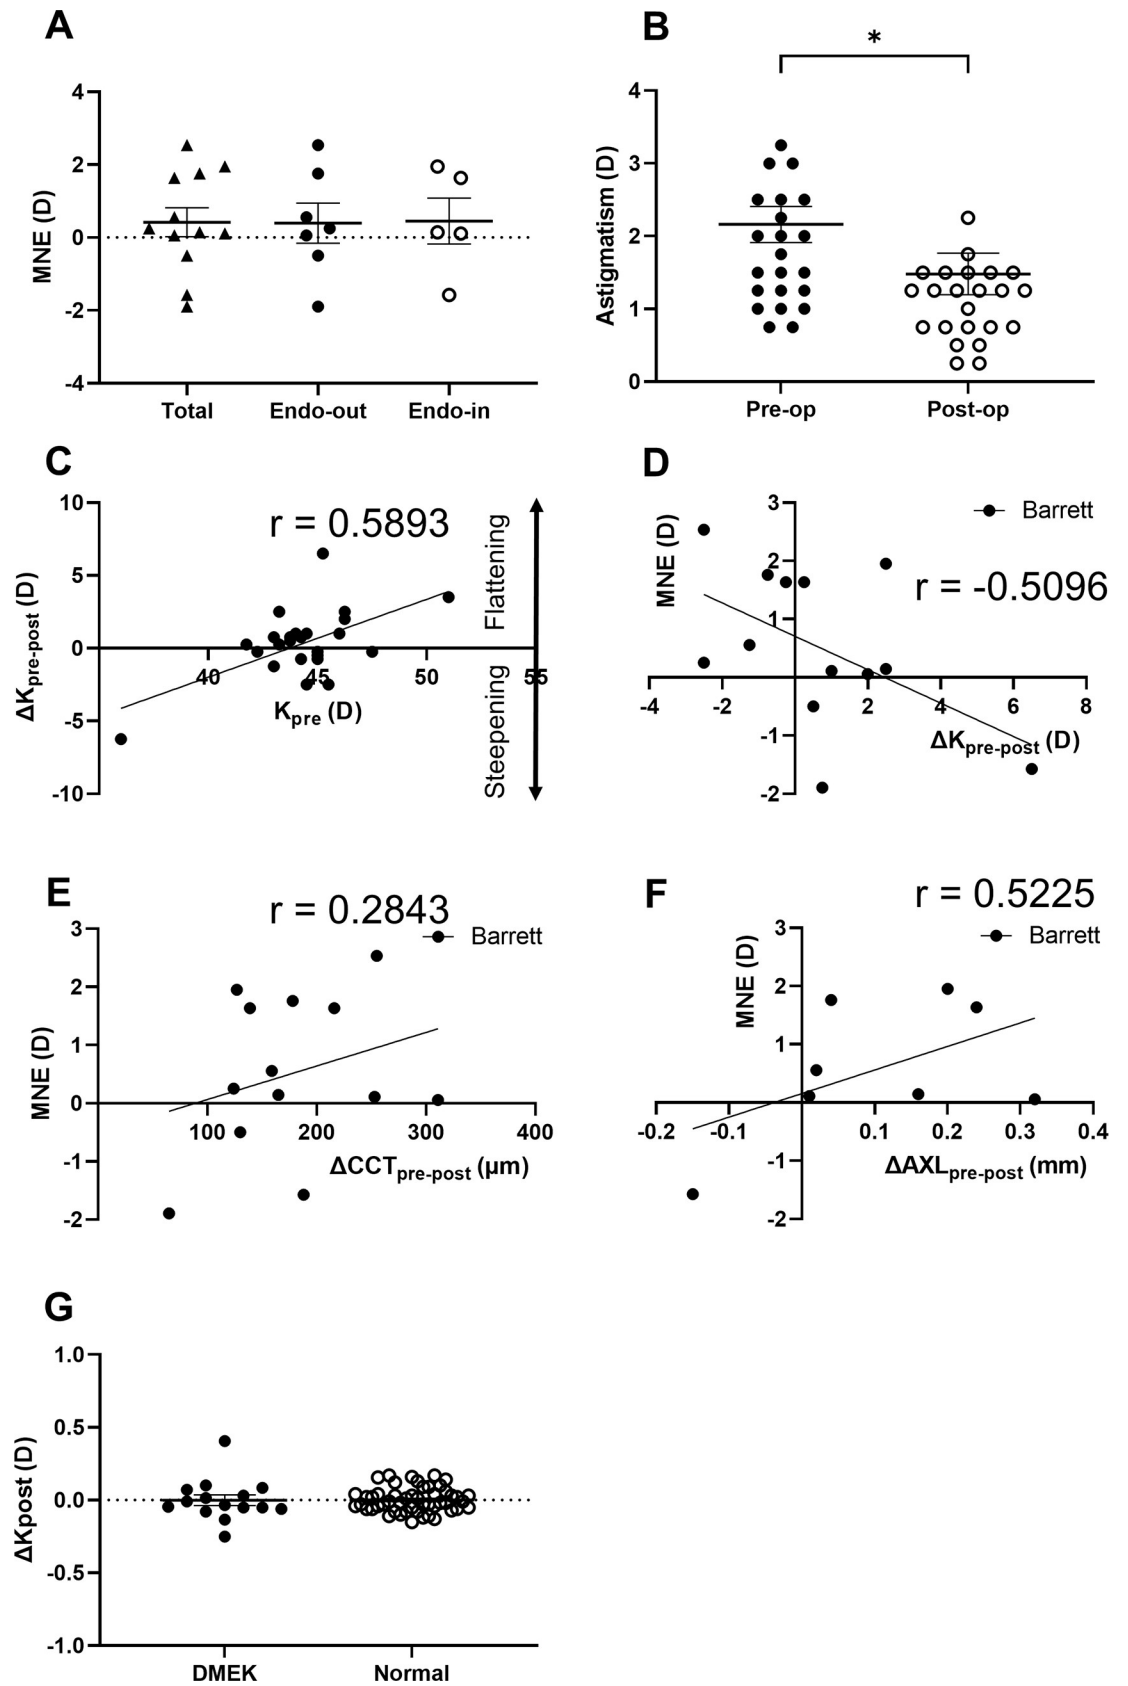 A
MNE (D)
4
2
0
-2
-4
Total Endo-out Endo-in
B
*
Astigmatism (D)
4
3
2
1
0
Pre-op Post-op
C
r = 0.5893
ΔKpre-post (D)
10
5
0
-5
-10
40 45 50 55
Kpre (D)
Flattening
Steepening
D
Barrett
r = -0.5096
MNE (D)
3
2
1
-1
-2
-4 -2 2 4 6 8
ΔKpre-post (D)
E
r = 0.2843
Barrett
MNE (D)
3
2
1
0
-1
-2
100 200 300 400
ΔCCTpre-post (μm)
F
r = 0.5225
Barrett
MNE (D)
3
2
1
-1
-2
-0.2 -0.1 0.1 0.2 0.3 0.4
ΔAXLpre-post (mm)
G
ΔKpost (D)
1.0
0.5
0.0
-0.5
-1.0
DMEK Normal